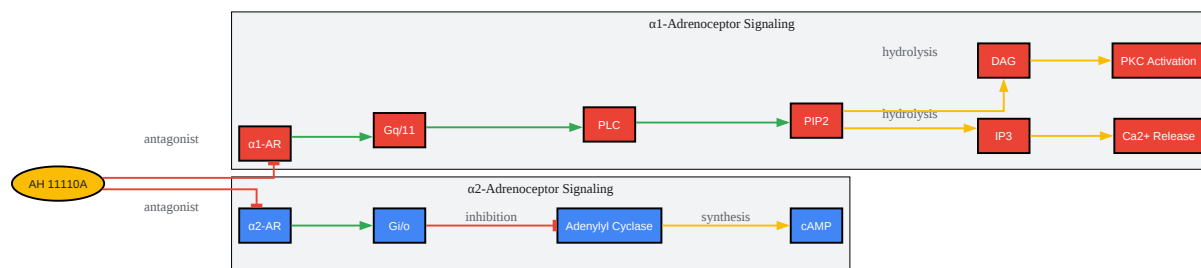 α1-Adrenoceptor Signaling
hydrolysis
DAG
PKC Activation
antagonist
α1-AR
Gq/11
PLC
PIP2
hydrolysis
IP3
Ca2+ Release
AH 11110A
antagonist
α2-Adrenoceptor Signaling
α2-AR
Gi/o
inhibition
Adenylyl Cyclase
synthesis
cAMP